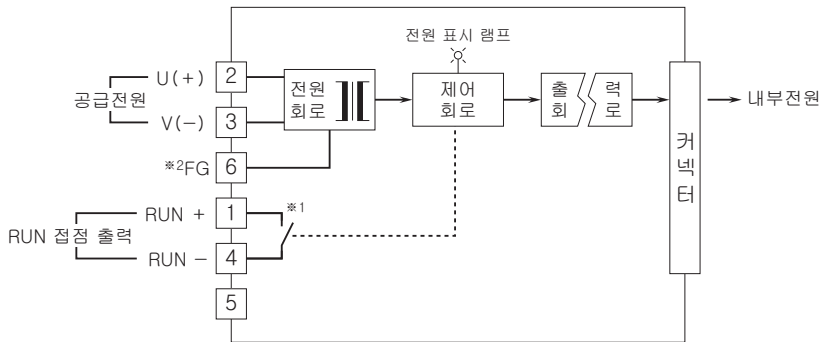 전원 표시 램프
U(+) 2
공급전원
V(−) 3
전원
회로
제어
회로
출력
회로
내부전원
커넥터
※2FG 6
RUN + 1
※1
RUN 접점 출력
RUN − 4
5